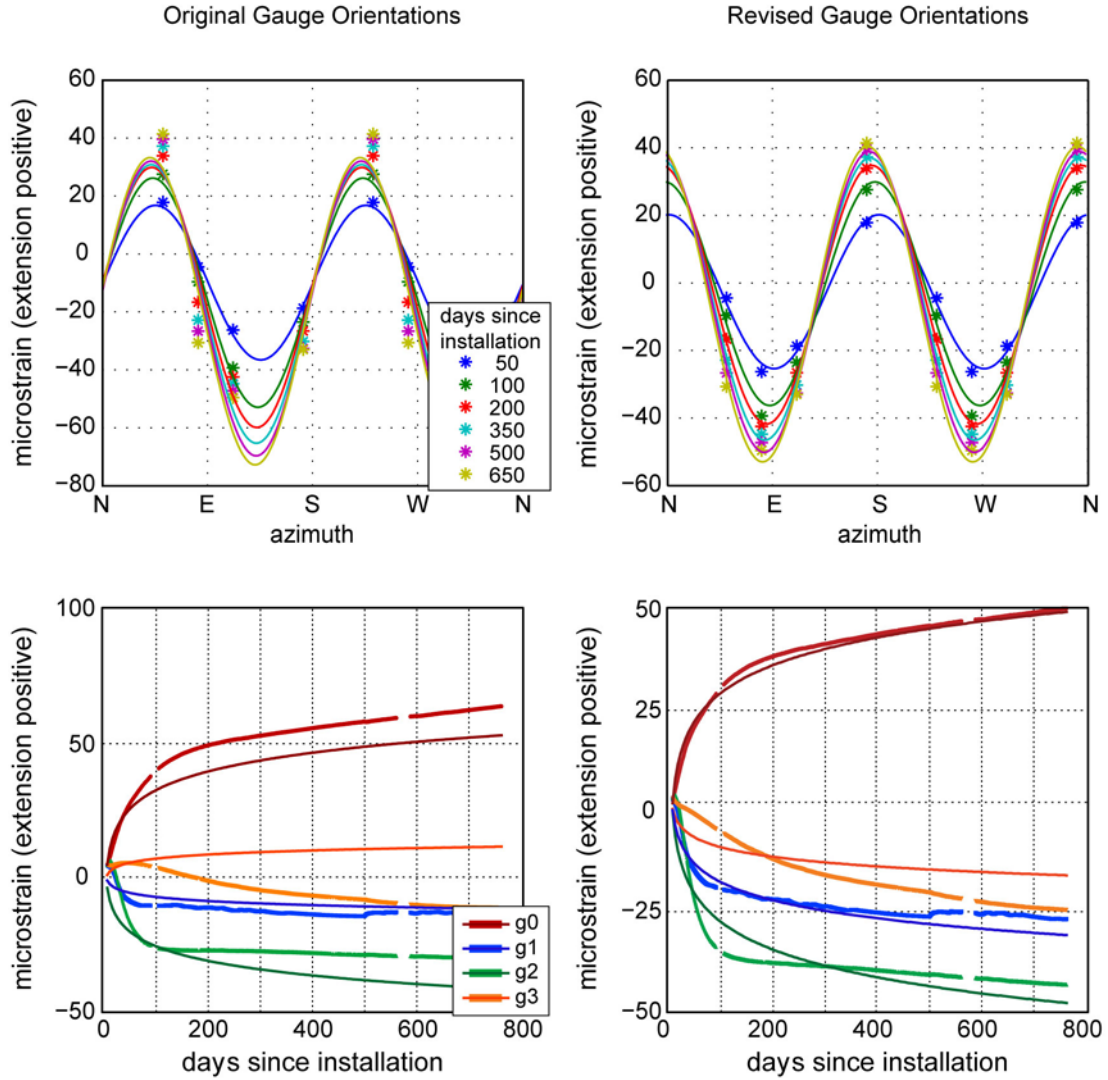 Original Gauge Orientations
Revised Gauge Orientations
microstrain (extension positive)
60
40
20
0
−20
−40
−60
−80
N
E
S
W
N
azimuth
days since
installation
50
100
200
350
500
650
microstrain (extension positive)
60
40
20
0
−20
−40
−60
N
E
S
W
N
azimuth
microstrain (extension positive)
100
50
0
−50
0
200
400
600
800
days since installation
g0
g1
g2
g3
microstrain (extension positive)
50
25
0
−25
−50
0
200
400
600
800
days since installation